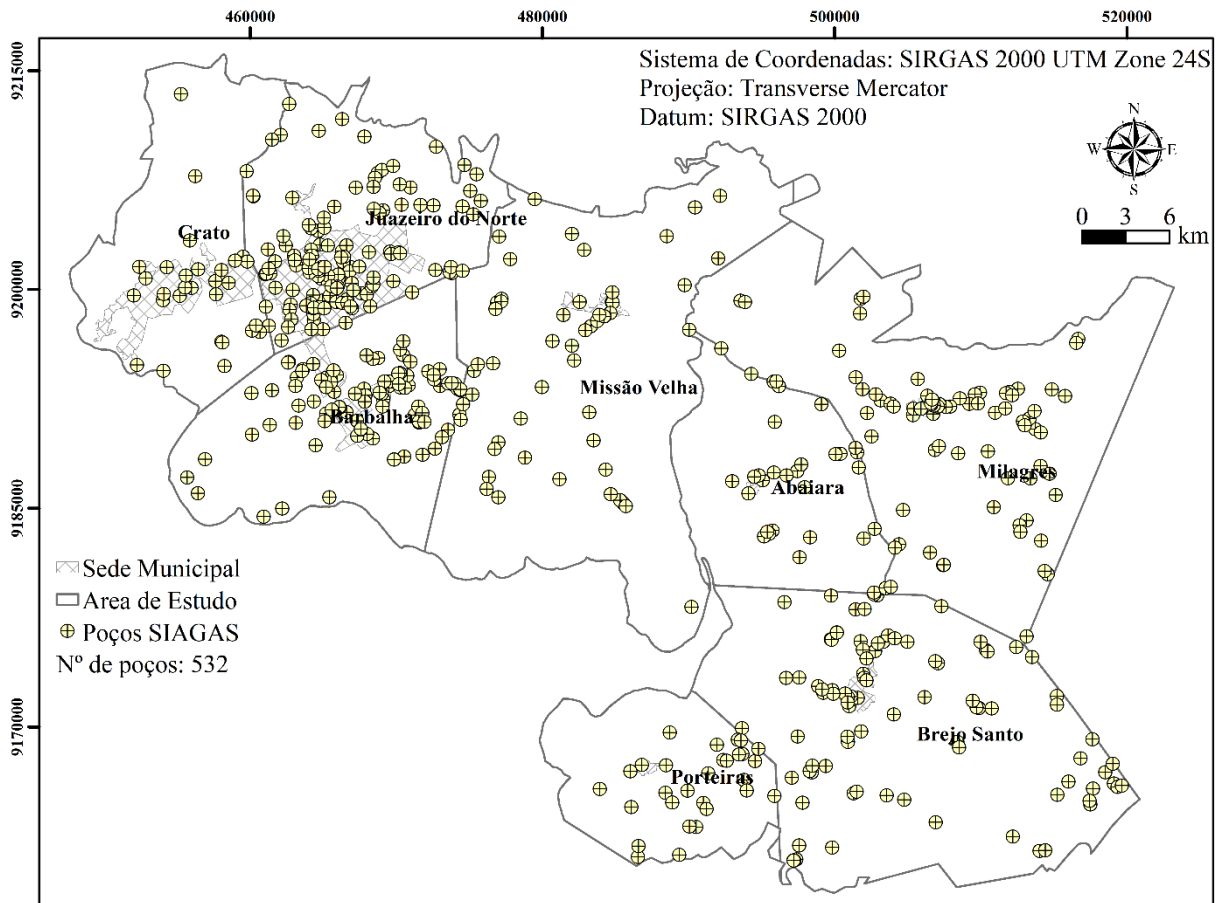 460000
480000
500000
520000
Sistema de Coordenadas: SIRGAS 2000 UTM Zone 24S
Projeção: Transverse Mercator
Datum: SIRGAS 2000
9215000
N
W
E
S
0 3 6
km
Juazeiro do Norte
Crato
9200000
Missão Velha
Barbalha
Milagres
Abaiara
9185000
Sede Municipal
Area de Estudo
Poços SIAGAS
Nº de poços: 532
9170000
Brejo Santo
Porteiras